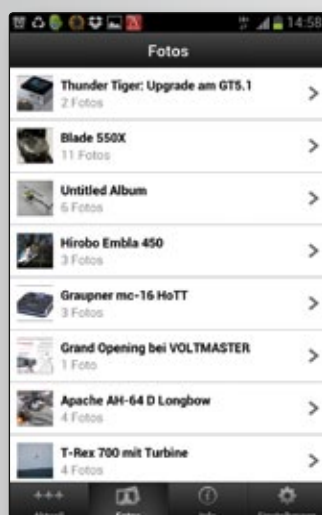 14:58
Fotos
Thunder Tiger: Upgrade am GT5.1
2 Fotos
Blade 550X
11 Fotos
Untitled Album
6 Fotos
Hirobo Embla 450
3 Fotos
Graupner mc-16 HoTT
3 Fotos
Grand Opening bei VOLTMASTER
1 Foto
Apache AH-64 D Longbow
4 Fotos
T-Rex 700 mit Turbine
4 Fotos
+++
Aktuell Fotos Info Einstellungen